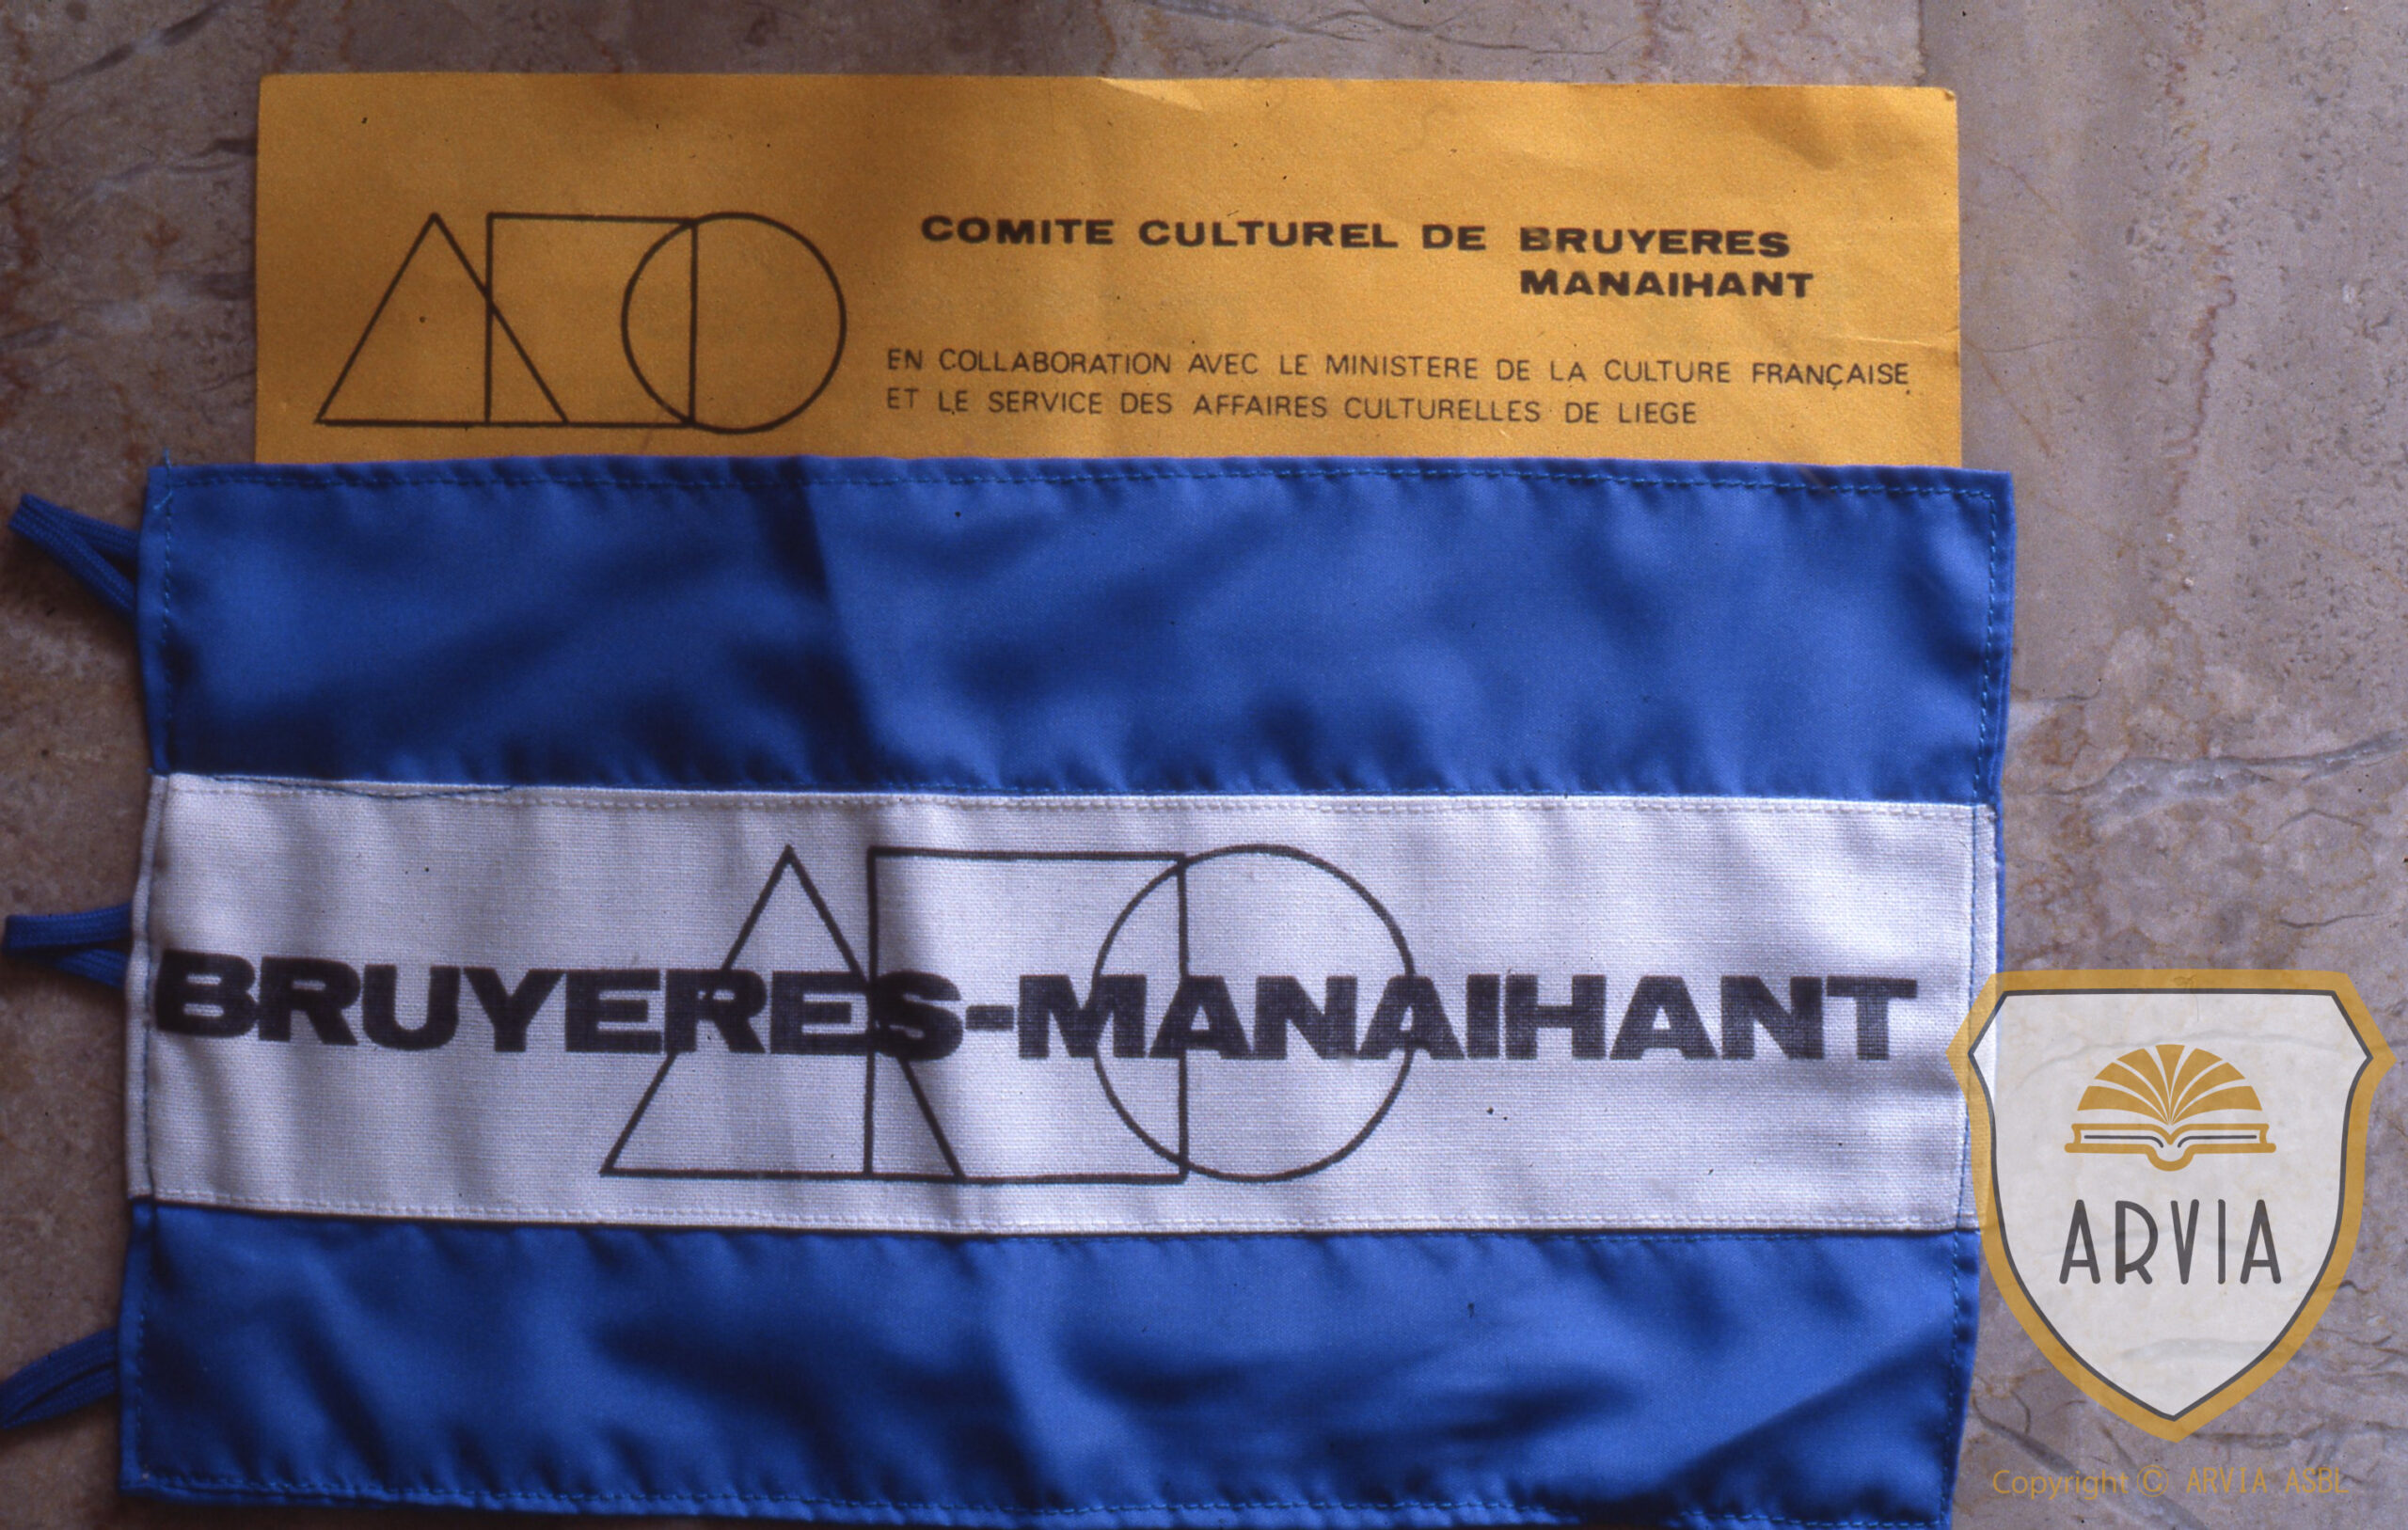 COMITE CULTUREL DE BRUYERES
MANAIHANT
EN COLLABORATION AVEC LE MINISTERE DE LA CULTURE FRANÇAISE
ET LE SERVICE DES AFFAIRES CULTURELLES DE LIEGE
BRUYERES-MANAIHANT
ARVIA
Copyright © ARVIA ASBL